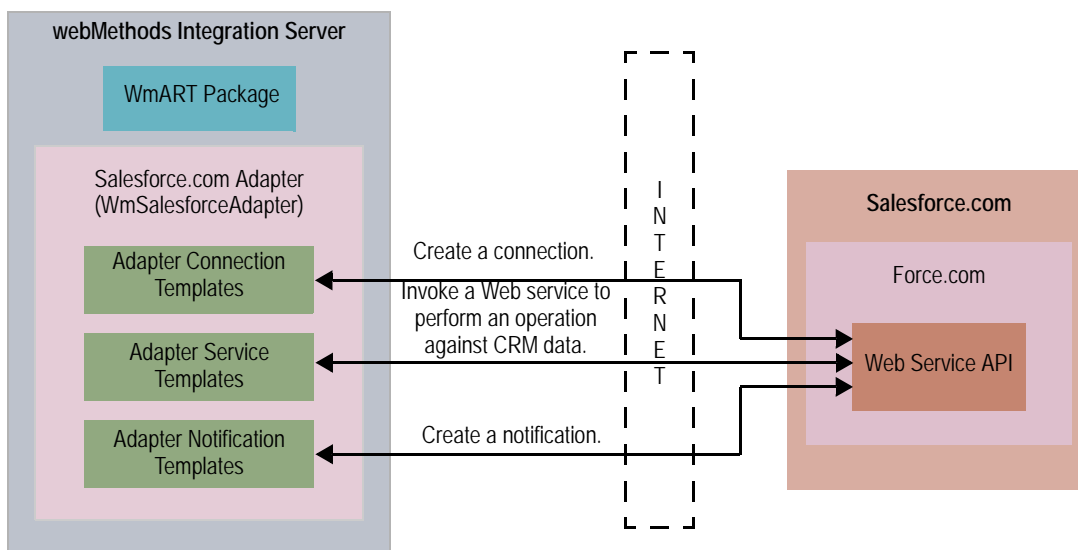 webMethods Integration Server
WmART Package
Salesforce.com Adapter
(WmSalesforceAdapter)
Adapter Connection
Templates
Adapter Service
Templates
Adapter Notification
Templates
Create a connection.
Invoke a Web service to
perform an operation
against CRM data.
Create a notification.
I
N
T
E
R
N
E
T
Salesforce.com
Force.com
Web Service API